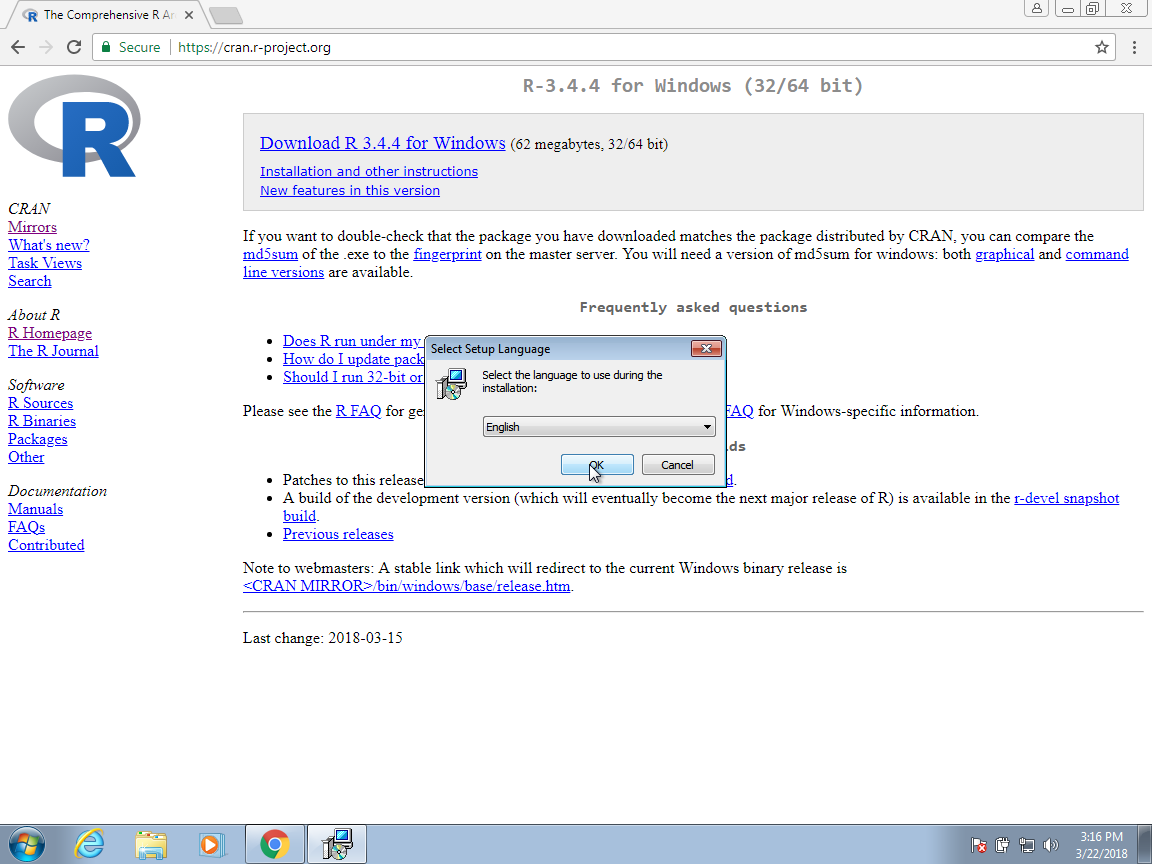 The Comprehensive R Ar
Secure https://cran.r-project.org
R
CRAN
Mirrors
What's new?
Task Views
Search
About R
R Homepage
The R Journal
Software
R Sources
R Binaries
Packages
Other
Documentation
Manuals
FAQs
Contributed
R-3.4.4 for Windows (32/64 bit)
Download R 3.4.4 for Windows (62 megabytes, 32/64 bit)
Installation and other instructions
New features in this version
If you want to double-check that the package you have downloaded matches the package distributed by CRAN, you can compare the
md5sum of the .exe to the fingerprint on the master server. You will need a version of md5sum for windows: both graphical and command
line versions are available.
Frequently asked questions
Does R run under my
How do I update pack
Should I run 32-bit or
Please see the R FAQ for ge FAQ for Windows-specific information.
ds
Patches to this release d.
A build of the development version (which will eventually become the next major release of R) is available in the r-devel snapshot
build.
Previous releases
Note to webmasters: A stable link which will redirect to the current Windows binary release is
<CRAN MIRROR>/bin/windows/base/release.htm.
Last change: 2018-03-15
Select Setup Language
Select the language to use during the
installation:
English
OK Cancel
3:16 PM
3/22/2018